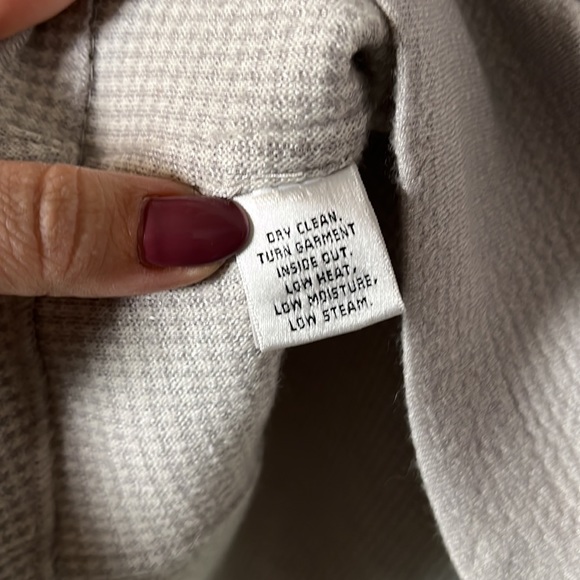 DRY CLEAN.
TURN GARMENT
INSIDE OUT.
LOW HEAT,
LOW MOISTURE,
LOW STEAM.